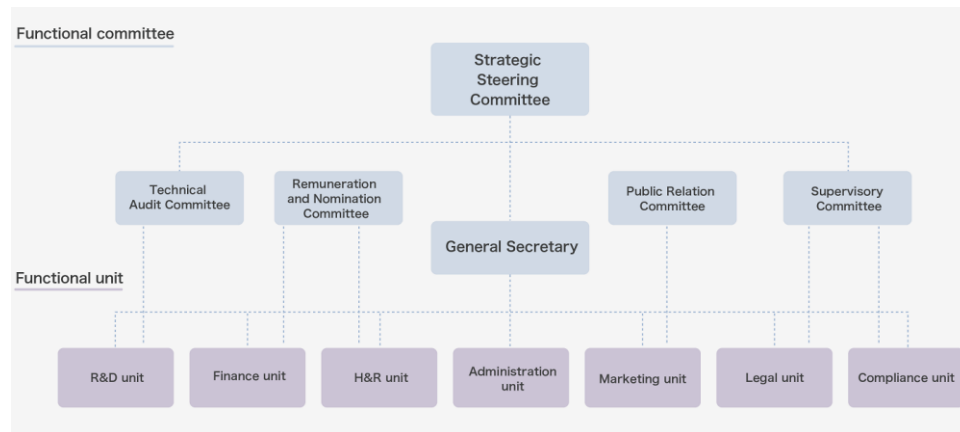 Functional committee
Strategic
Steering
Committee
Technical
Audit Committee
Remuneration
and Nomination
Committee
Public Relation
Committee
Supervisory
Committee
General Secretary
Functional unit
R&D unit
Finance unit
H&R unit
Administration
unit
Marketing unit
Legal unit
Compliance unit